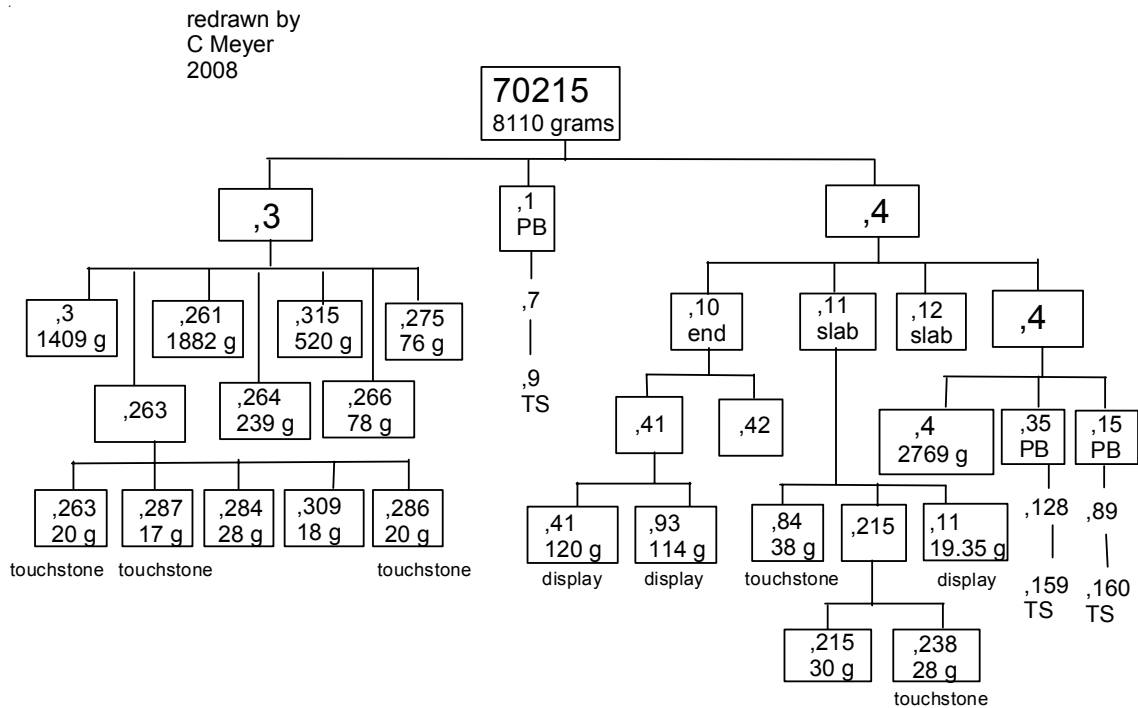 redrawn by
C Meyer
2008
70215
8110 grams
,3
,1
PB
,4
,3
1409 g
,261
1882 g
,315
520 g
,275
76 g
,7
,10
end
,11
slab
,12
slab
,4
,263
,264
239 g
,266
78 g
,9
TS
,41
,42
,4
2769 g
,35
PB
,15
PB
,263
20 g
,287
17 g
,284
28 g
,309
18 g
,286
20 g
touchstone
touchstone
touchstone
,41
120 g
,93
114 g
display
display
,84
38 g
,215
,11
19.35 g
touchstone
display
,128
,89
,159
TS
,160
TS
,215
30 g
,238
28 g
touchstone